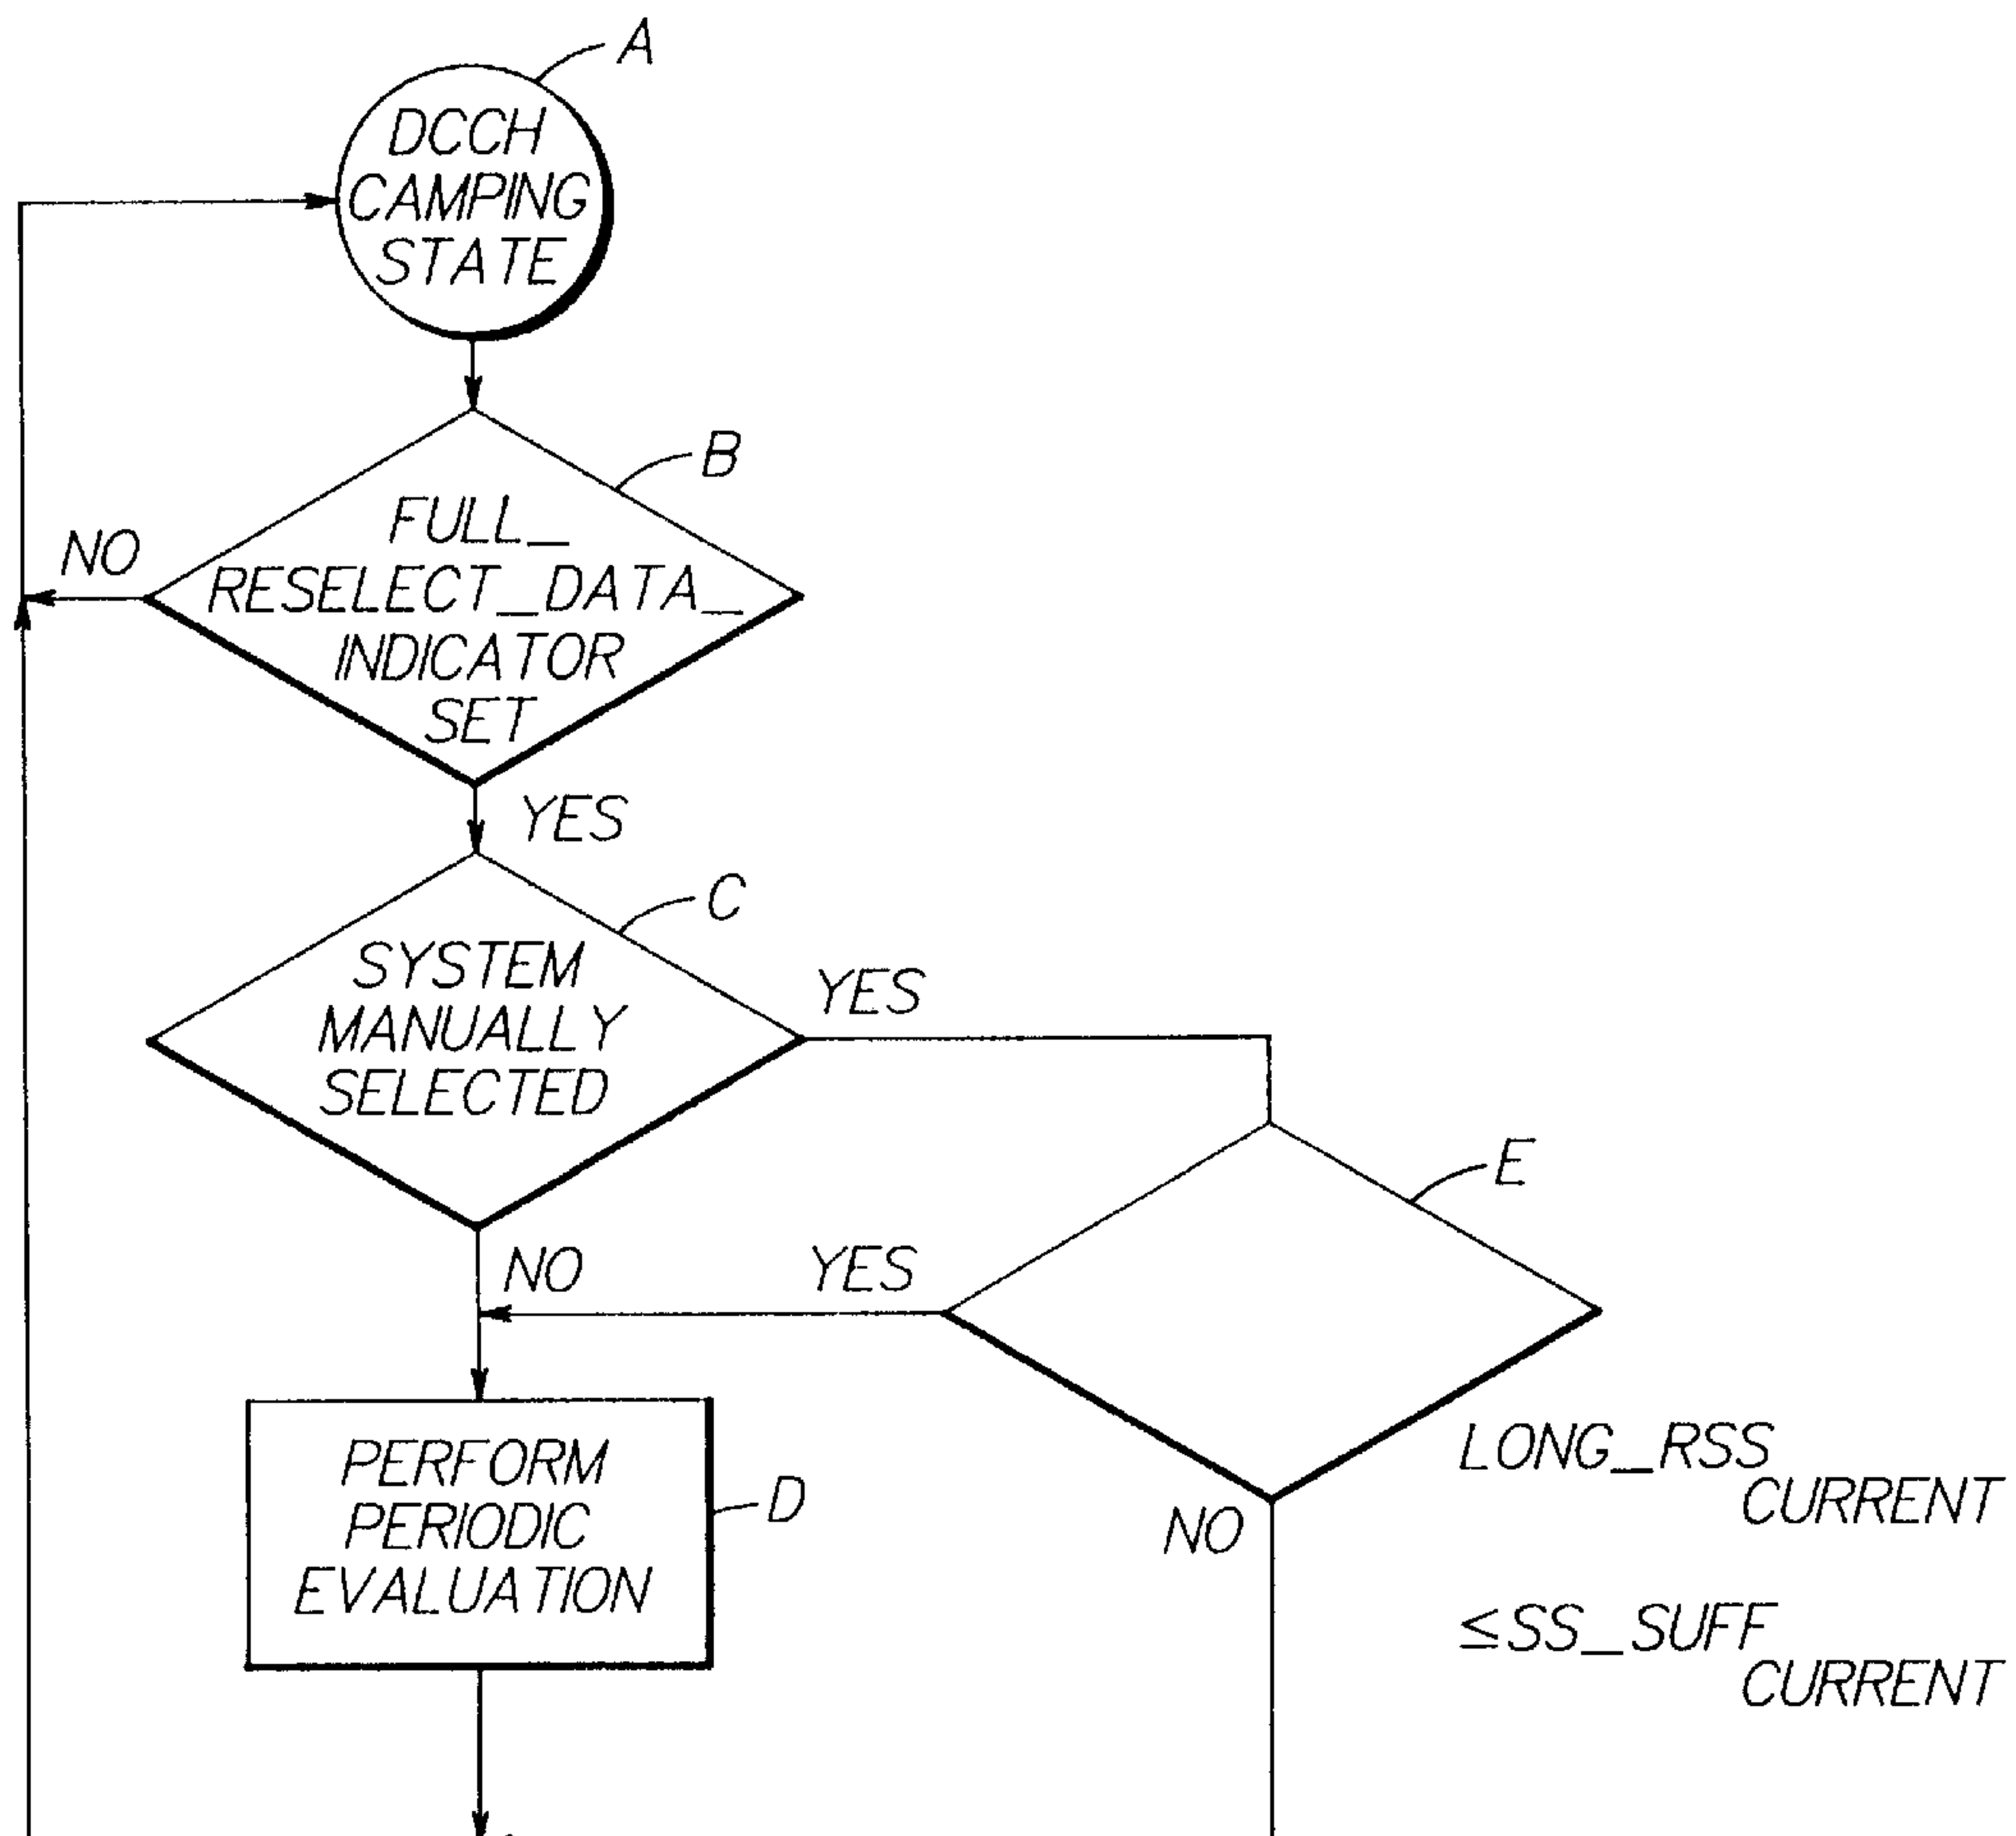 A
DCCH
CAMPING
STATE
B
FULL_
RESELECT_DATA_
INDICATOR
SET
NO
YES
C
SYSTEM
MANUALLY
SELECTED
YES
E
NO
YES
PERFORM
PERIODIC
EVALUATION
D
NO
LONG_RSS
CURRENT
≤SS_SUFF
CURRENT